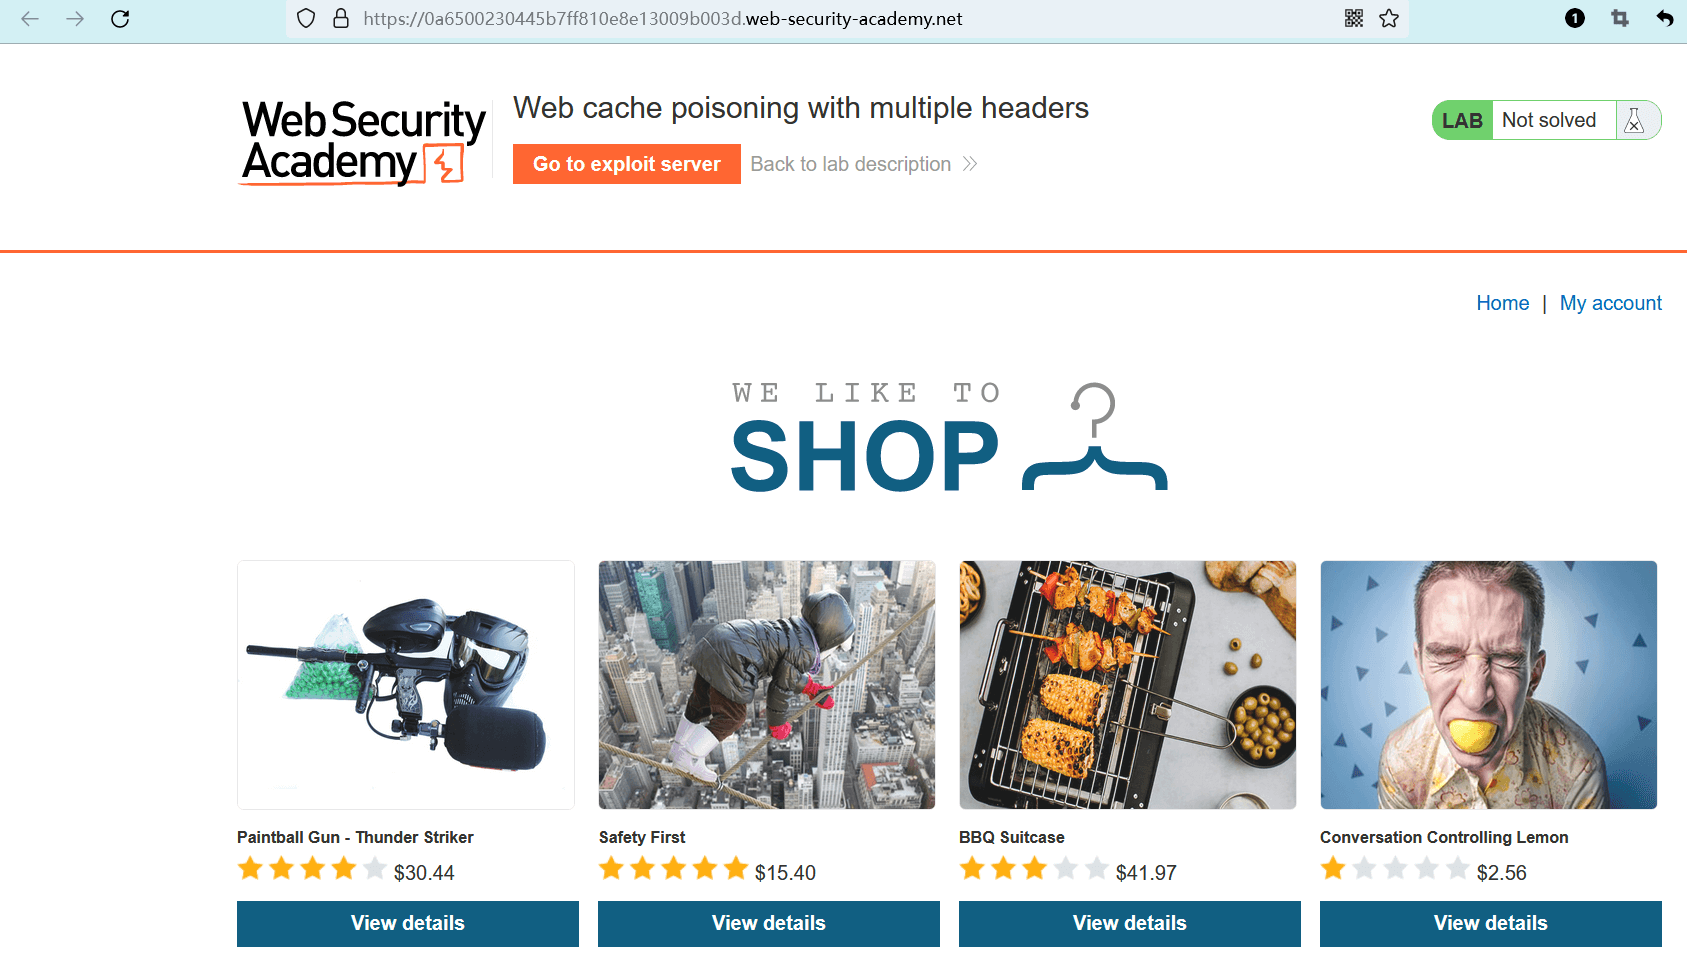 https://0a6500230445b7ff810e8e13009b003d.web-security-academy.net
1
Web Security
Academy
Web cache poisoning with multiple headers
Go to exploit server
Back to lab description
LAB
Not solved
Home | My account
WE LIKE TO
SHOP
Paintball Gun - Thunder Striker
$30.44
View details
Safety First
$15.40
View details
BBQ Suitcase
$41.97
View details
Conversation Controlling Lemon
$2.56
View details